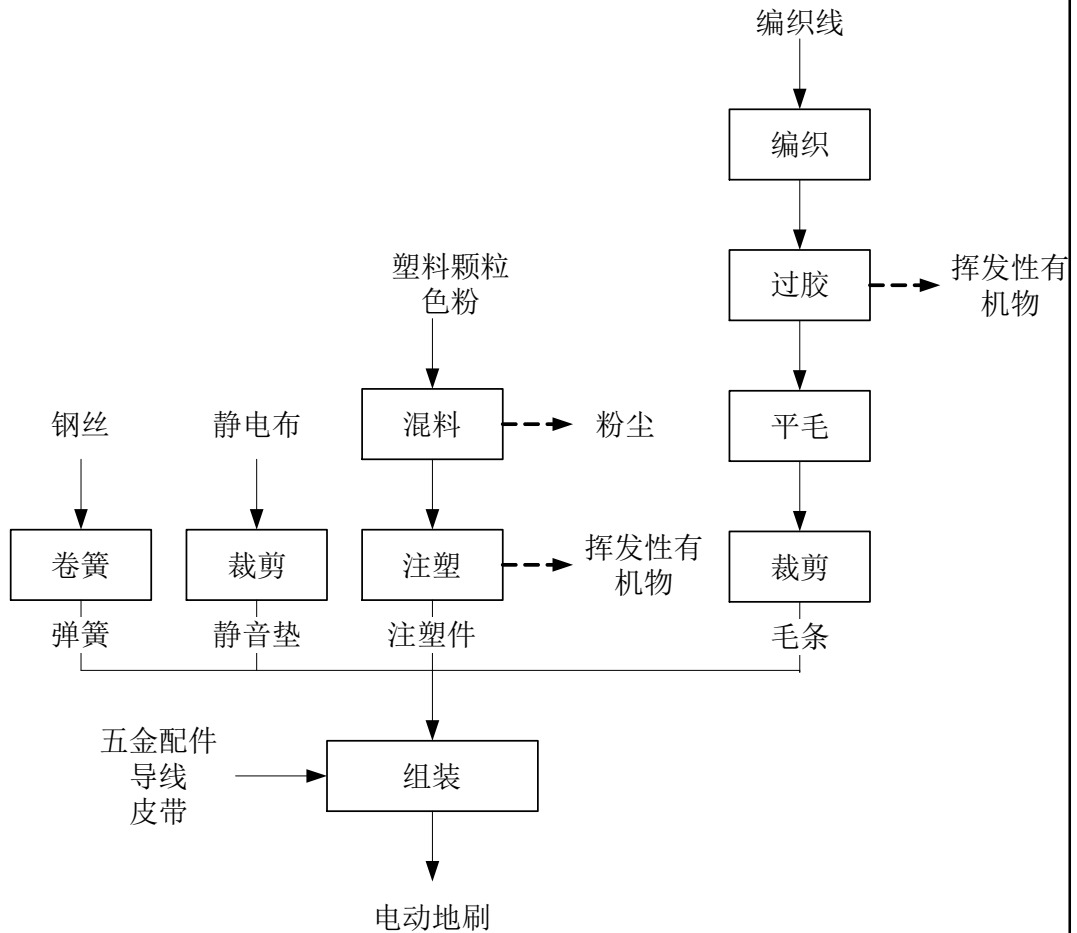 编织线
编织
过胶
挥发性有
机物
塑料颗粒
色粉
混料
粉尘
平毛
钢丝
静电布
卷簧
裁剪
注塑
挥发性有
机物
裁剪
弹簧
静音垫
注塑件
毛条
五金配件
导线
皮带
组装
电动地刷